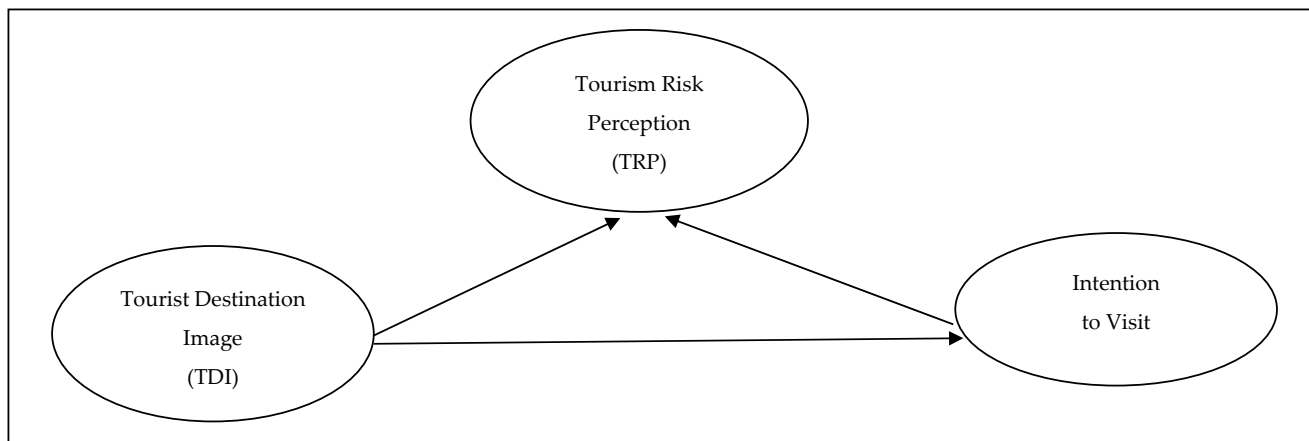 Tourism Risk
Perception
(TRP)
Tourist Destination
Image
(TDI)
Intention
to Visit